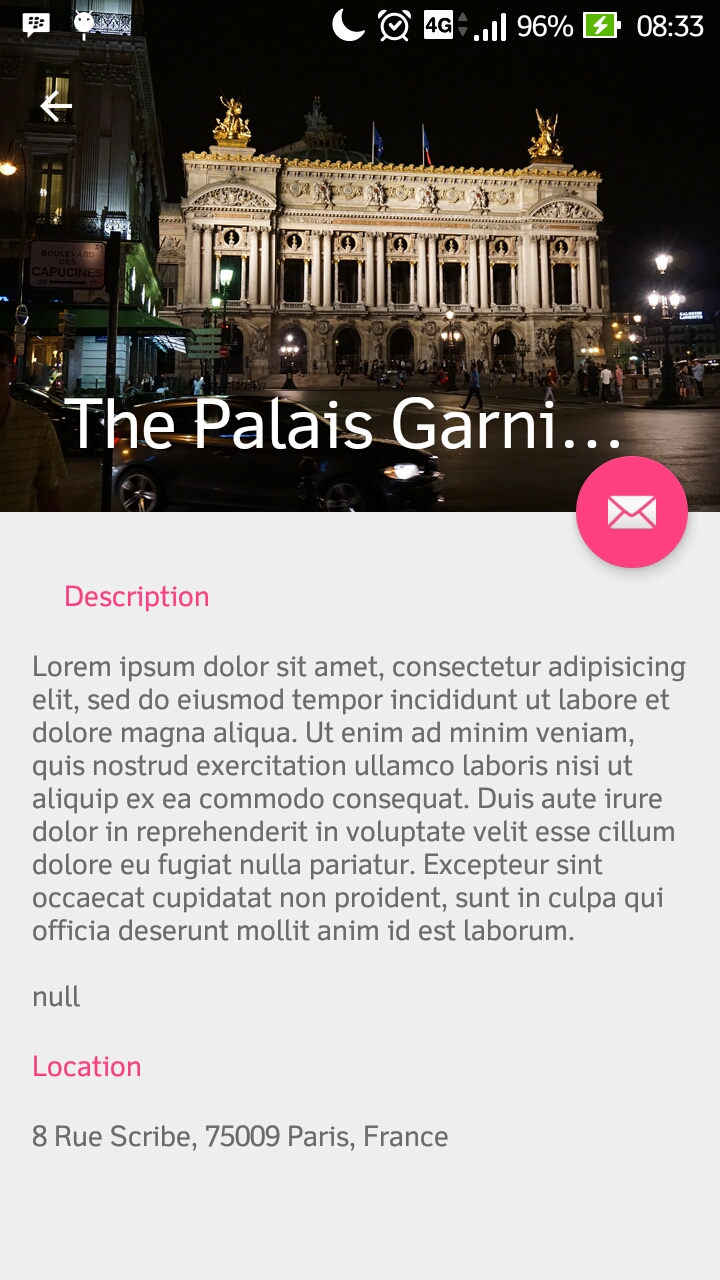 4G 96% 08:33
BOULEVARD
DES
CAPUCINES
The Palais Garni...
Description
Lorem ipsum dolor sit amet, consectetur adipisicing
elit, sed do eiusmod tempor incididunt ut labore et
dolore magna aliqua. Ut enim ad minim veniam,
quis nostrud exercitation ullamco laboris nisi ut
aliquip ex ea commodo consequat. Duis aute irure
dolor in reprehenderit in voluptate velit esse cillum
dolore eu fugiat nulla pariatur. Excepteur sint
occaecat cupidatat non proident, sunt in culpa qui
officia deserunt mollit anim id est laborum.
null
Location
8 Rue Scribe, 75009 Paris, France